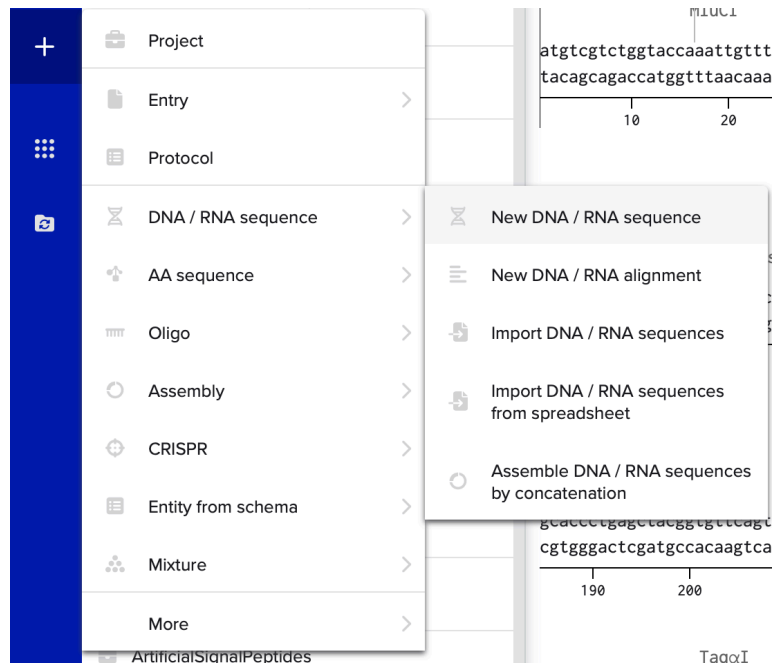 Project
Entry
Protocol
DNA / RNA sequence
AA sequence
Oligo
Assembly
CRISPR
Entity from schema
Mixture
More
ArtificialSignalPeptides
New DNA / RNA sequence
New DNA / RNA alignment
Import DNA / RNA sequences
Import DNA / RNA sequences
from spreadsheet
Assemble DNA / RNA sequences
by concatenation
MluCI
atgtcgtctggtaccaaattgttt
tacagcagaccatggtttaacaaa
10 20
gcaccctgagctacggtgttcagt
cgtgggactcgatgccacaagtca
190 200
TaqαI